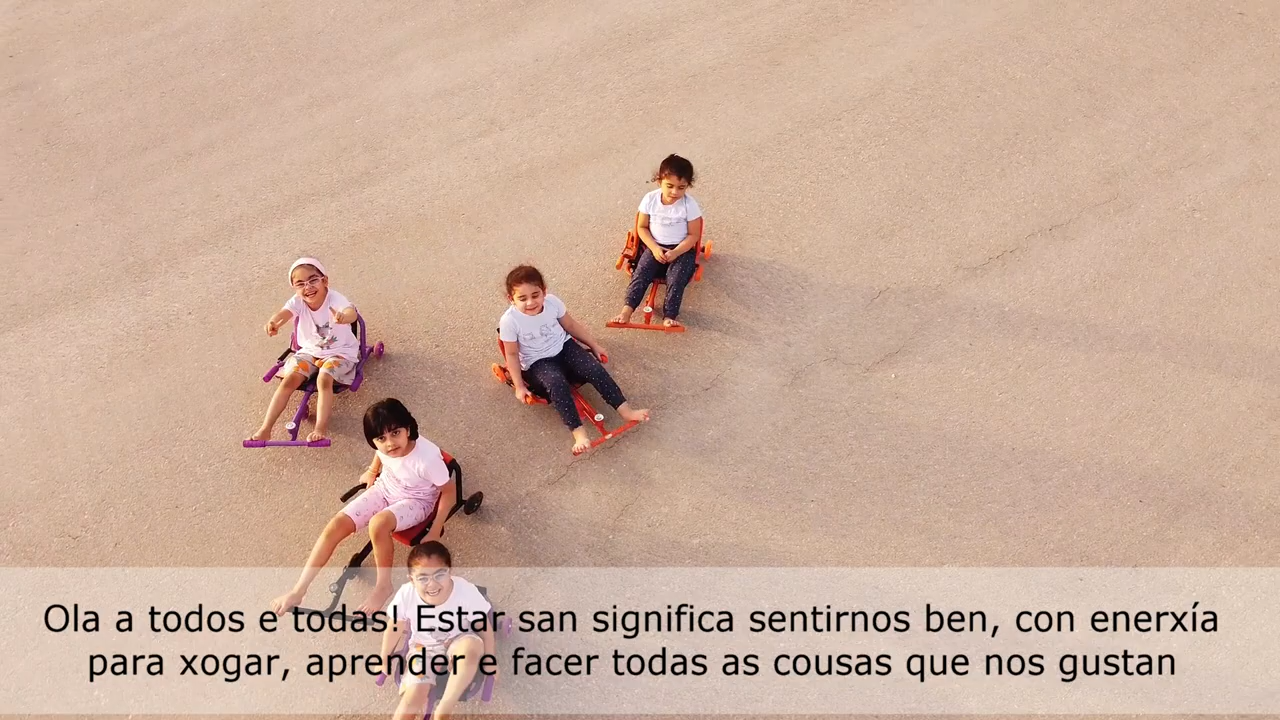 Ola a todos e todas! Estar san significa sentirnos ben, con enerxía
para xogar, aprender e facer todas as cousas que nos gustan